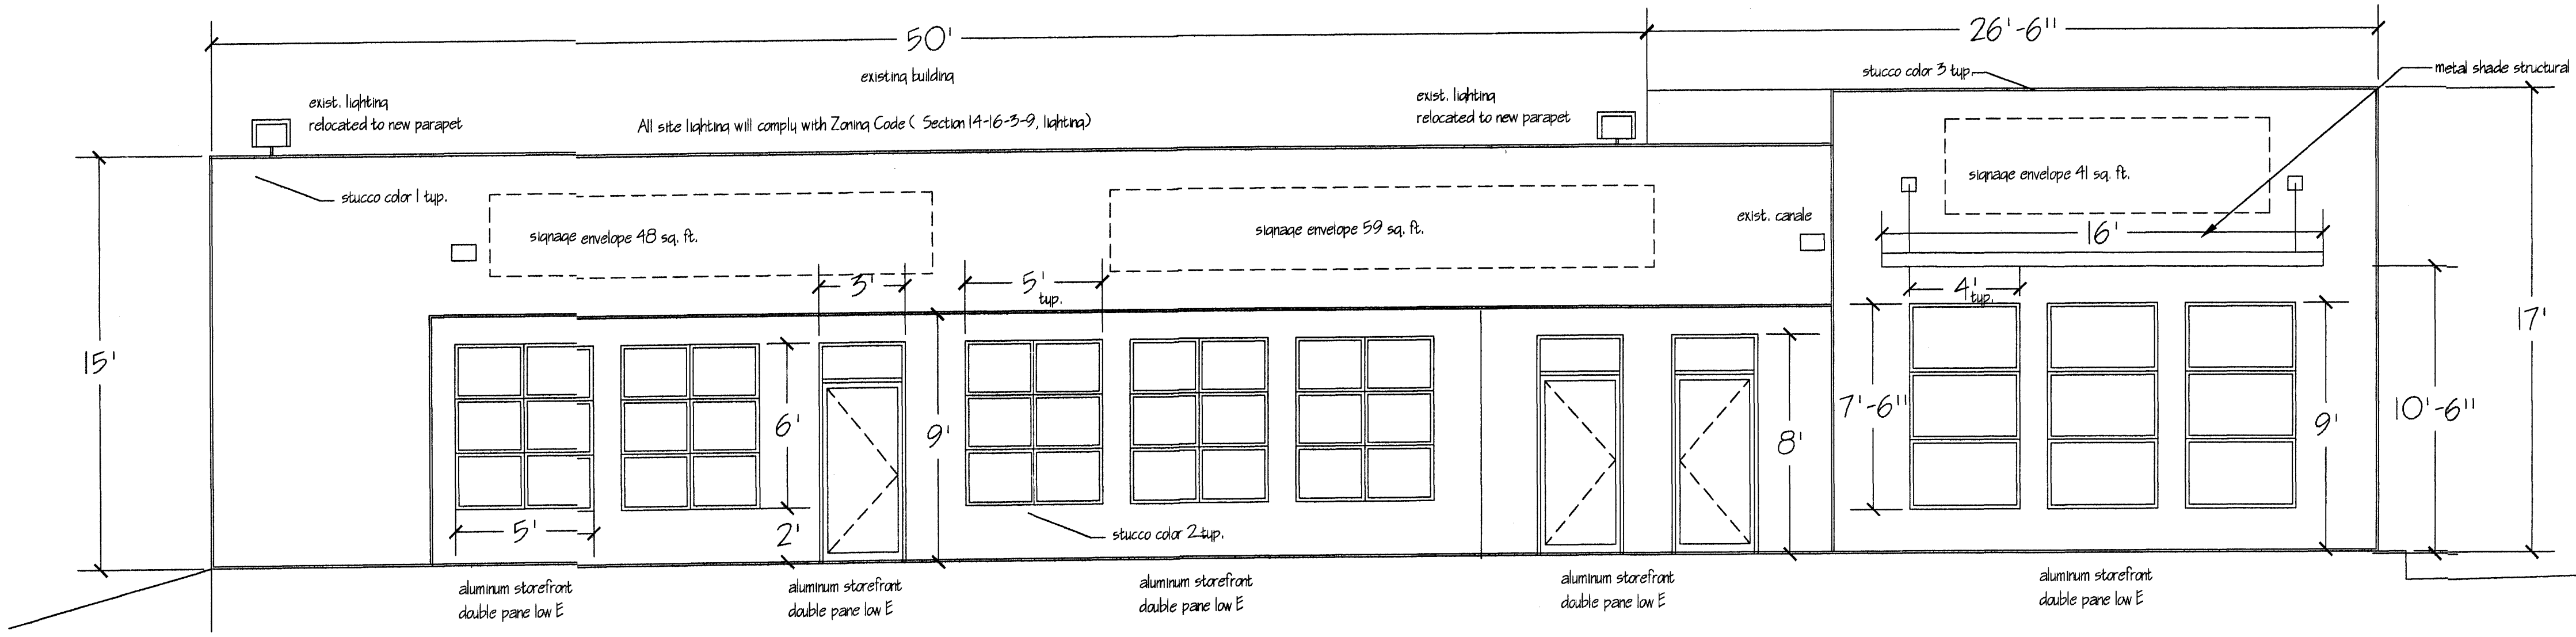 50'
26'-6"
existing building
stucco color 3 typ.
metal shade structural
exist. lighting
relocated to new parapet
All site lighting will comply with Zoning Code ( Section 14-16-3-9, lighting)
exist. lighting
relocated to new parapet
stucco color 1 typ.
signage envelope 48 sq. ft.
signage envelope 59 sq. ft.
exist. canale
signage envelope 41 sq. ft.
16'
3'
5'
typ.
4'
typ.
15'
6'
9'
8'
7'-6"
9'
10'-6"
17'
5'
2'
stucco color 2 typ.
aluminum storefront
double pane low E
aluminum storefront
double pane low E
aluminum storefront
double pane low E
aluminum storefront
double pane low E
aluminum storefront
double pane low E